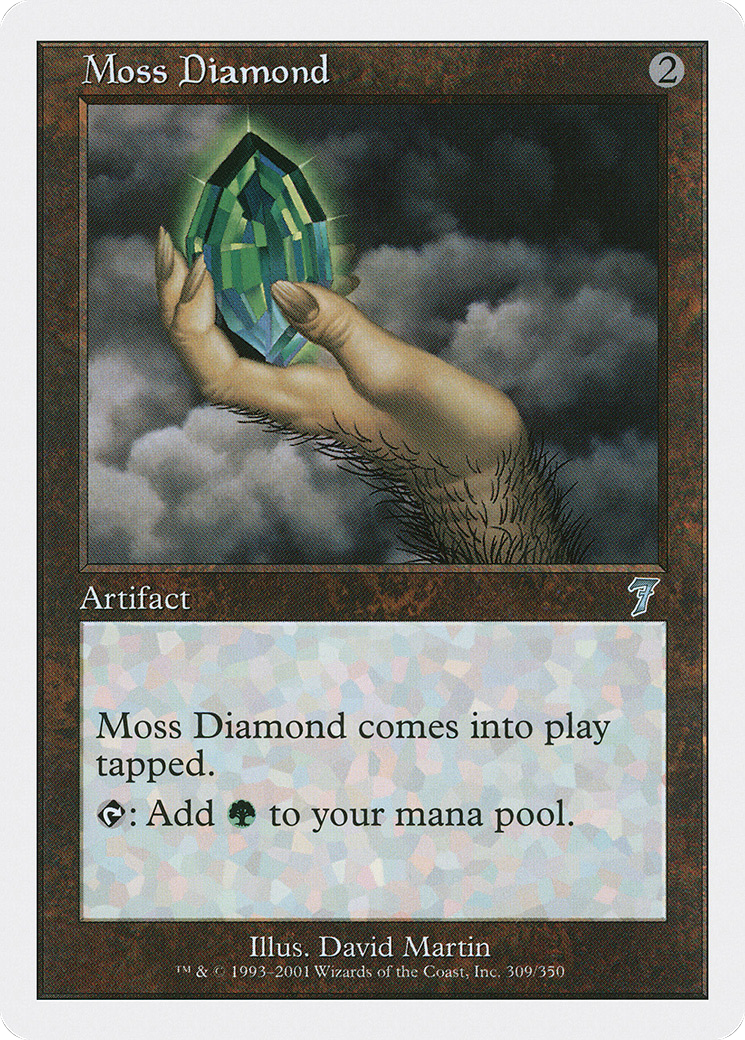 Moss Diamond 2
Artifact 7
Moss Diamond comes into play
tapped.
: Add to your mana pool.
Illus. David Martin
™ & © 1993–2001 Wizards of the Coast, Inc. 309/350